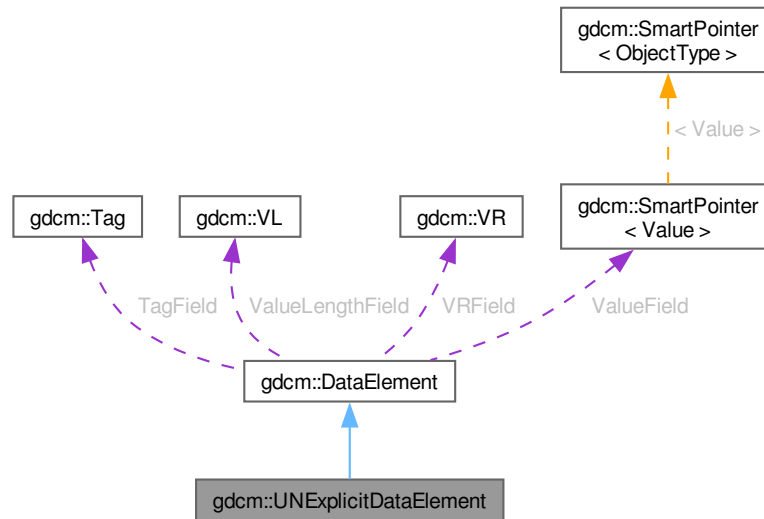 gdcm::SmartPointer
< ObjectType >
< Value >
gdcm::Tag
gdcm::VL
gdcm::VR
gdcm::SmartPointer
< Value >
TagField
ValueLengthField
VRField
ValueField
gdcm::DataElement
gdcm::UNExplicitDataElement